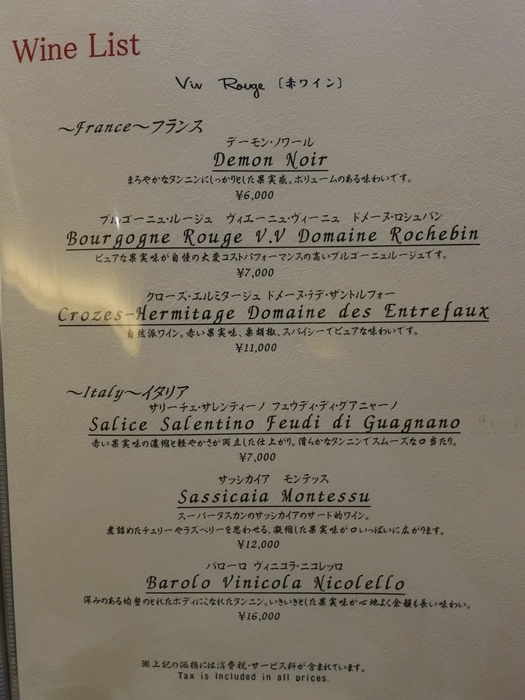 Wine List
Vin Rouge 〔赤ワイン〕
～France～フランス
デーモン・ノワール
Demon Noir
まろやかなタンニンにしっかりとした果実感。ボリュームのある味わいです。
¥6,000
ブルゴーニュ・ルージュ ヴィエーニュ・ヴィーニュ ドメーヌ・ロシュバン
Bourgogne Rouge V.V Domaine Rochebin
ピュアな果実味が自慢の大変コストパフォーマンスの高いブルゴーニュルージュです。
¥7,000
クローズ・エルミタージュ ドメーヌ・デ・ザントルフォー
Crozes-Hermitage Domaine des Entrefaux
自然派ワイン。赤い果実味、黒胡椒、スパイシーでピュアな味わいです。
¥11,000
～Italy～イタリア
サリーチェ・サレンティーノ フェウディ・ディ・グアニャーノ
Salice Salentino Feudi di Guagnano
赤い果実味の濃縮と軽やかさが両立した仕上がり。滑らかなタンニンでスムーズな口当たり。
¥7,000
サッシカイア モンテッス
Sassicaia Montessu
スーパータスカンのサッシカイアのサード的ワイン。
煮詰めたチェリーやラズベリーを思わせる、凝縮した果実味が口いっぱいに広がります。
¥12,000
バローロ ヴィニコラ・ニコレッロ
Barolo Vinicola Nicolello
深みのある均整のとれたボディにこなれたタンニン。いきいきとした果実味が心地よく余韻も長い味わい。
¥16,000
※上記の価格には消費税・サービス料が含まれています。
Tax is included in all prices.